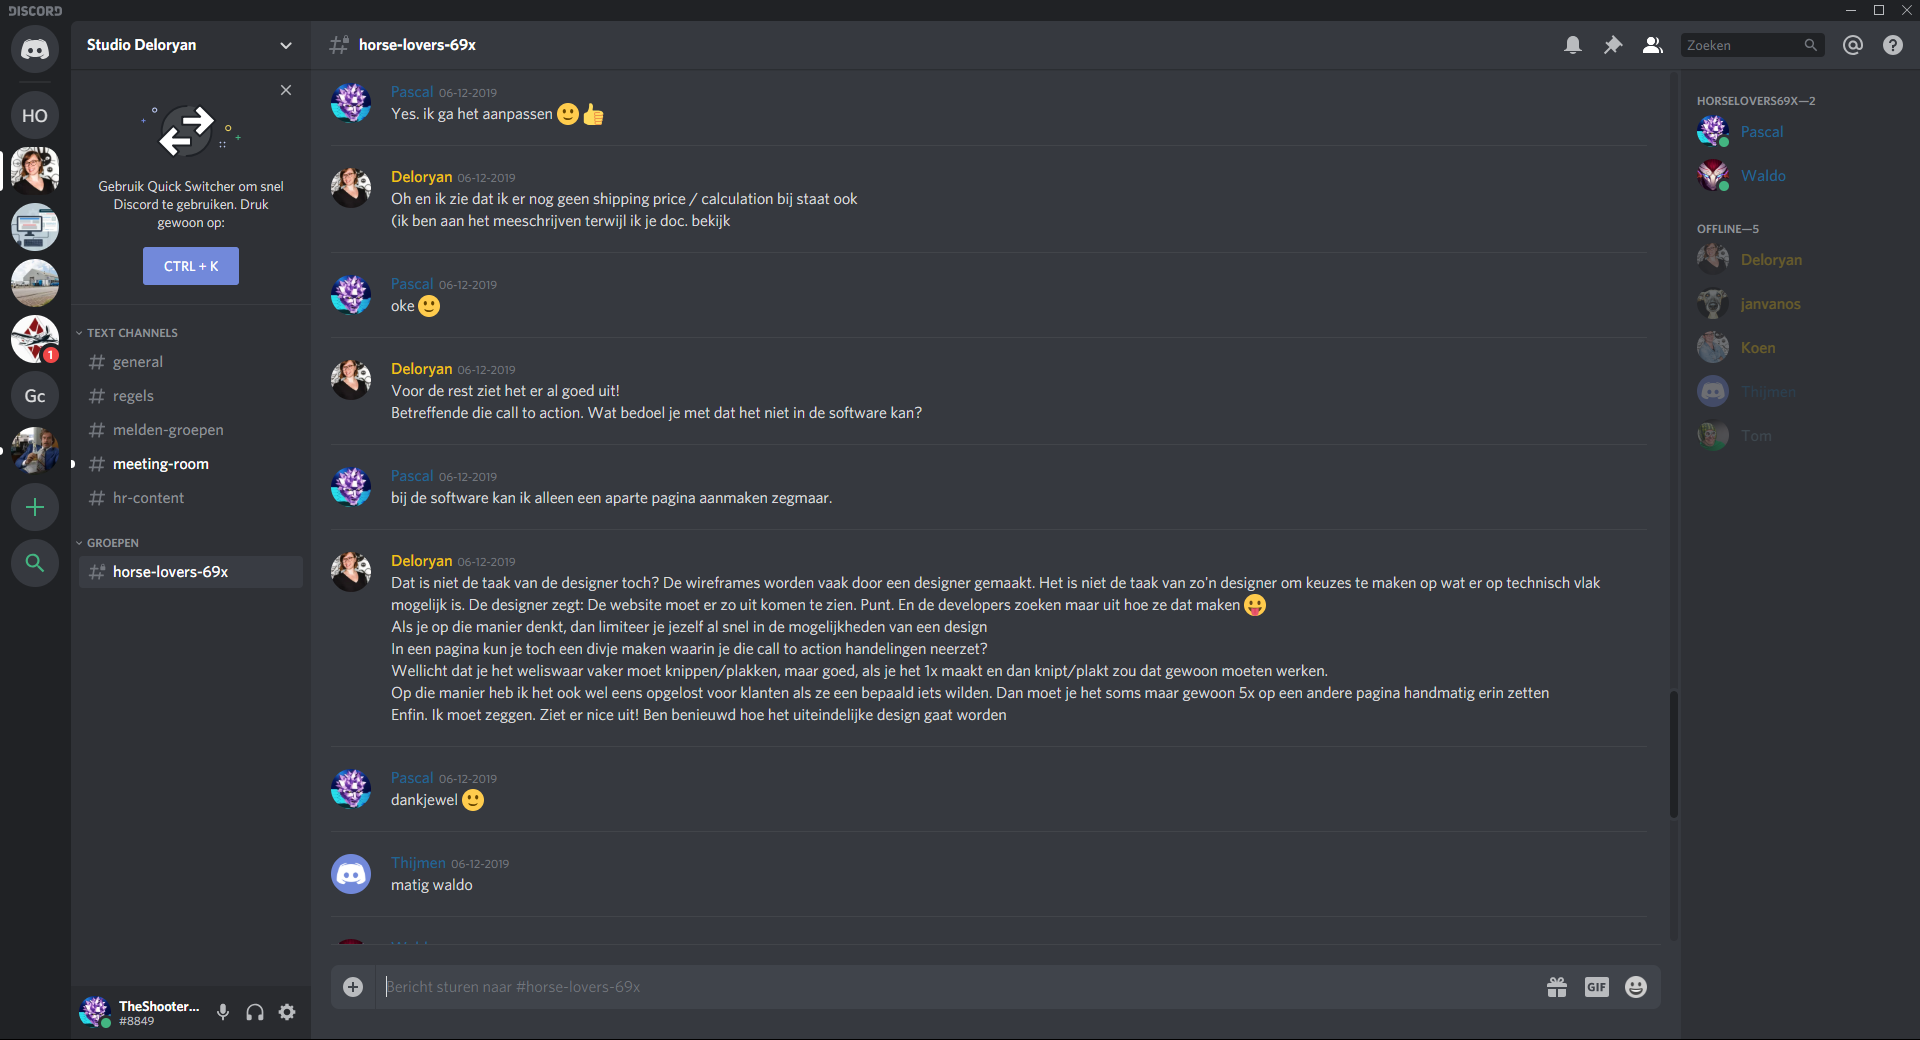 DISCORD
Studio Deloryan
horse-lovers-69x
Zoeken
HO
Gc
1
Gebruik Quick Switcher om snel
Discord te gebruiken. Druk
gewoon op:
CTRL + K
TEXT CHANNELS
general
regels
melden-groepen
meeting-room
hr-content
GROEPEN
horse-lovers-69x
TheShooter...
#8849
Pascal 06-12-2019
Yes. ik ga het aanpassen
Deloryan 06-12-2019
Oh en ik zie dat ik er nog geen shipping price / calculation bij staat ook
(ik ben aan het meeschrijven terwijl ik je doc. bekijk
Pascal 06-12-2019
oke
Deloryan 06-12-2019
Voor de rest ziet het er al goed uit!
Betreffende die call to action. Wat bedoel je met dat het niet in de software kan?
Pascal 06-12-2019
bij de software kan ik alleen een aparte pagina aanmaken zegmaar.
Deloryan 06-12-2019
Dat is niet de taak van de designer toch? De wireframes worden vaak door een designer gemaakt. Het is niet de taak van zo'n designer om keuzes te maken op wat er op technisch vlak
mogelijk is. De designer zegt: De website moet er zo uit komen te zien. Punt. En de developers zoeken maar uit hoe ze dat maken
Als je op die manier denkt, dan limiteer je jezelf al snel in de mogelijkheden van een design
In een pagina kun je toch een divje maken waarin je die call to action handelingen neerzet?
Wellicht dat je het weliswaar vaker moet knippen/plakken, maar goed, als je het 1x maakt en dan knipt/plakt zou dat gewoon moeten werken.
Op die manier heb ik het ook wel eens opgelost voor klanten als ze een bepaald iets wilden. Dan moet je het soms maar gewoon 5x op een andere pagina handmatig erin zetten
Enfin. Ik moet zeggen. Ziet er nice uit! Ben benieuwd hoe het uiteindelijke design gaat worden
Pascal 06-12-2019
dankjewel
Thijmen 06-12-2019
matig waldo
Bericht sturen naar #horse-lovers-69x
GIF
HORSELOVERS69X—2
Pascal
Waldo
OFFLINE—5
Deloryan
janvanos
Koen
Thijmen
Tom